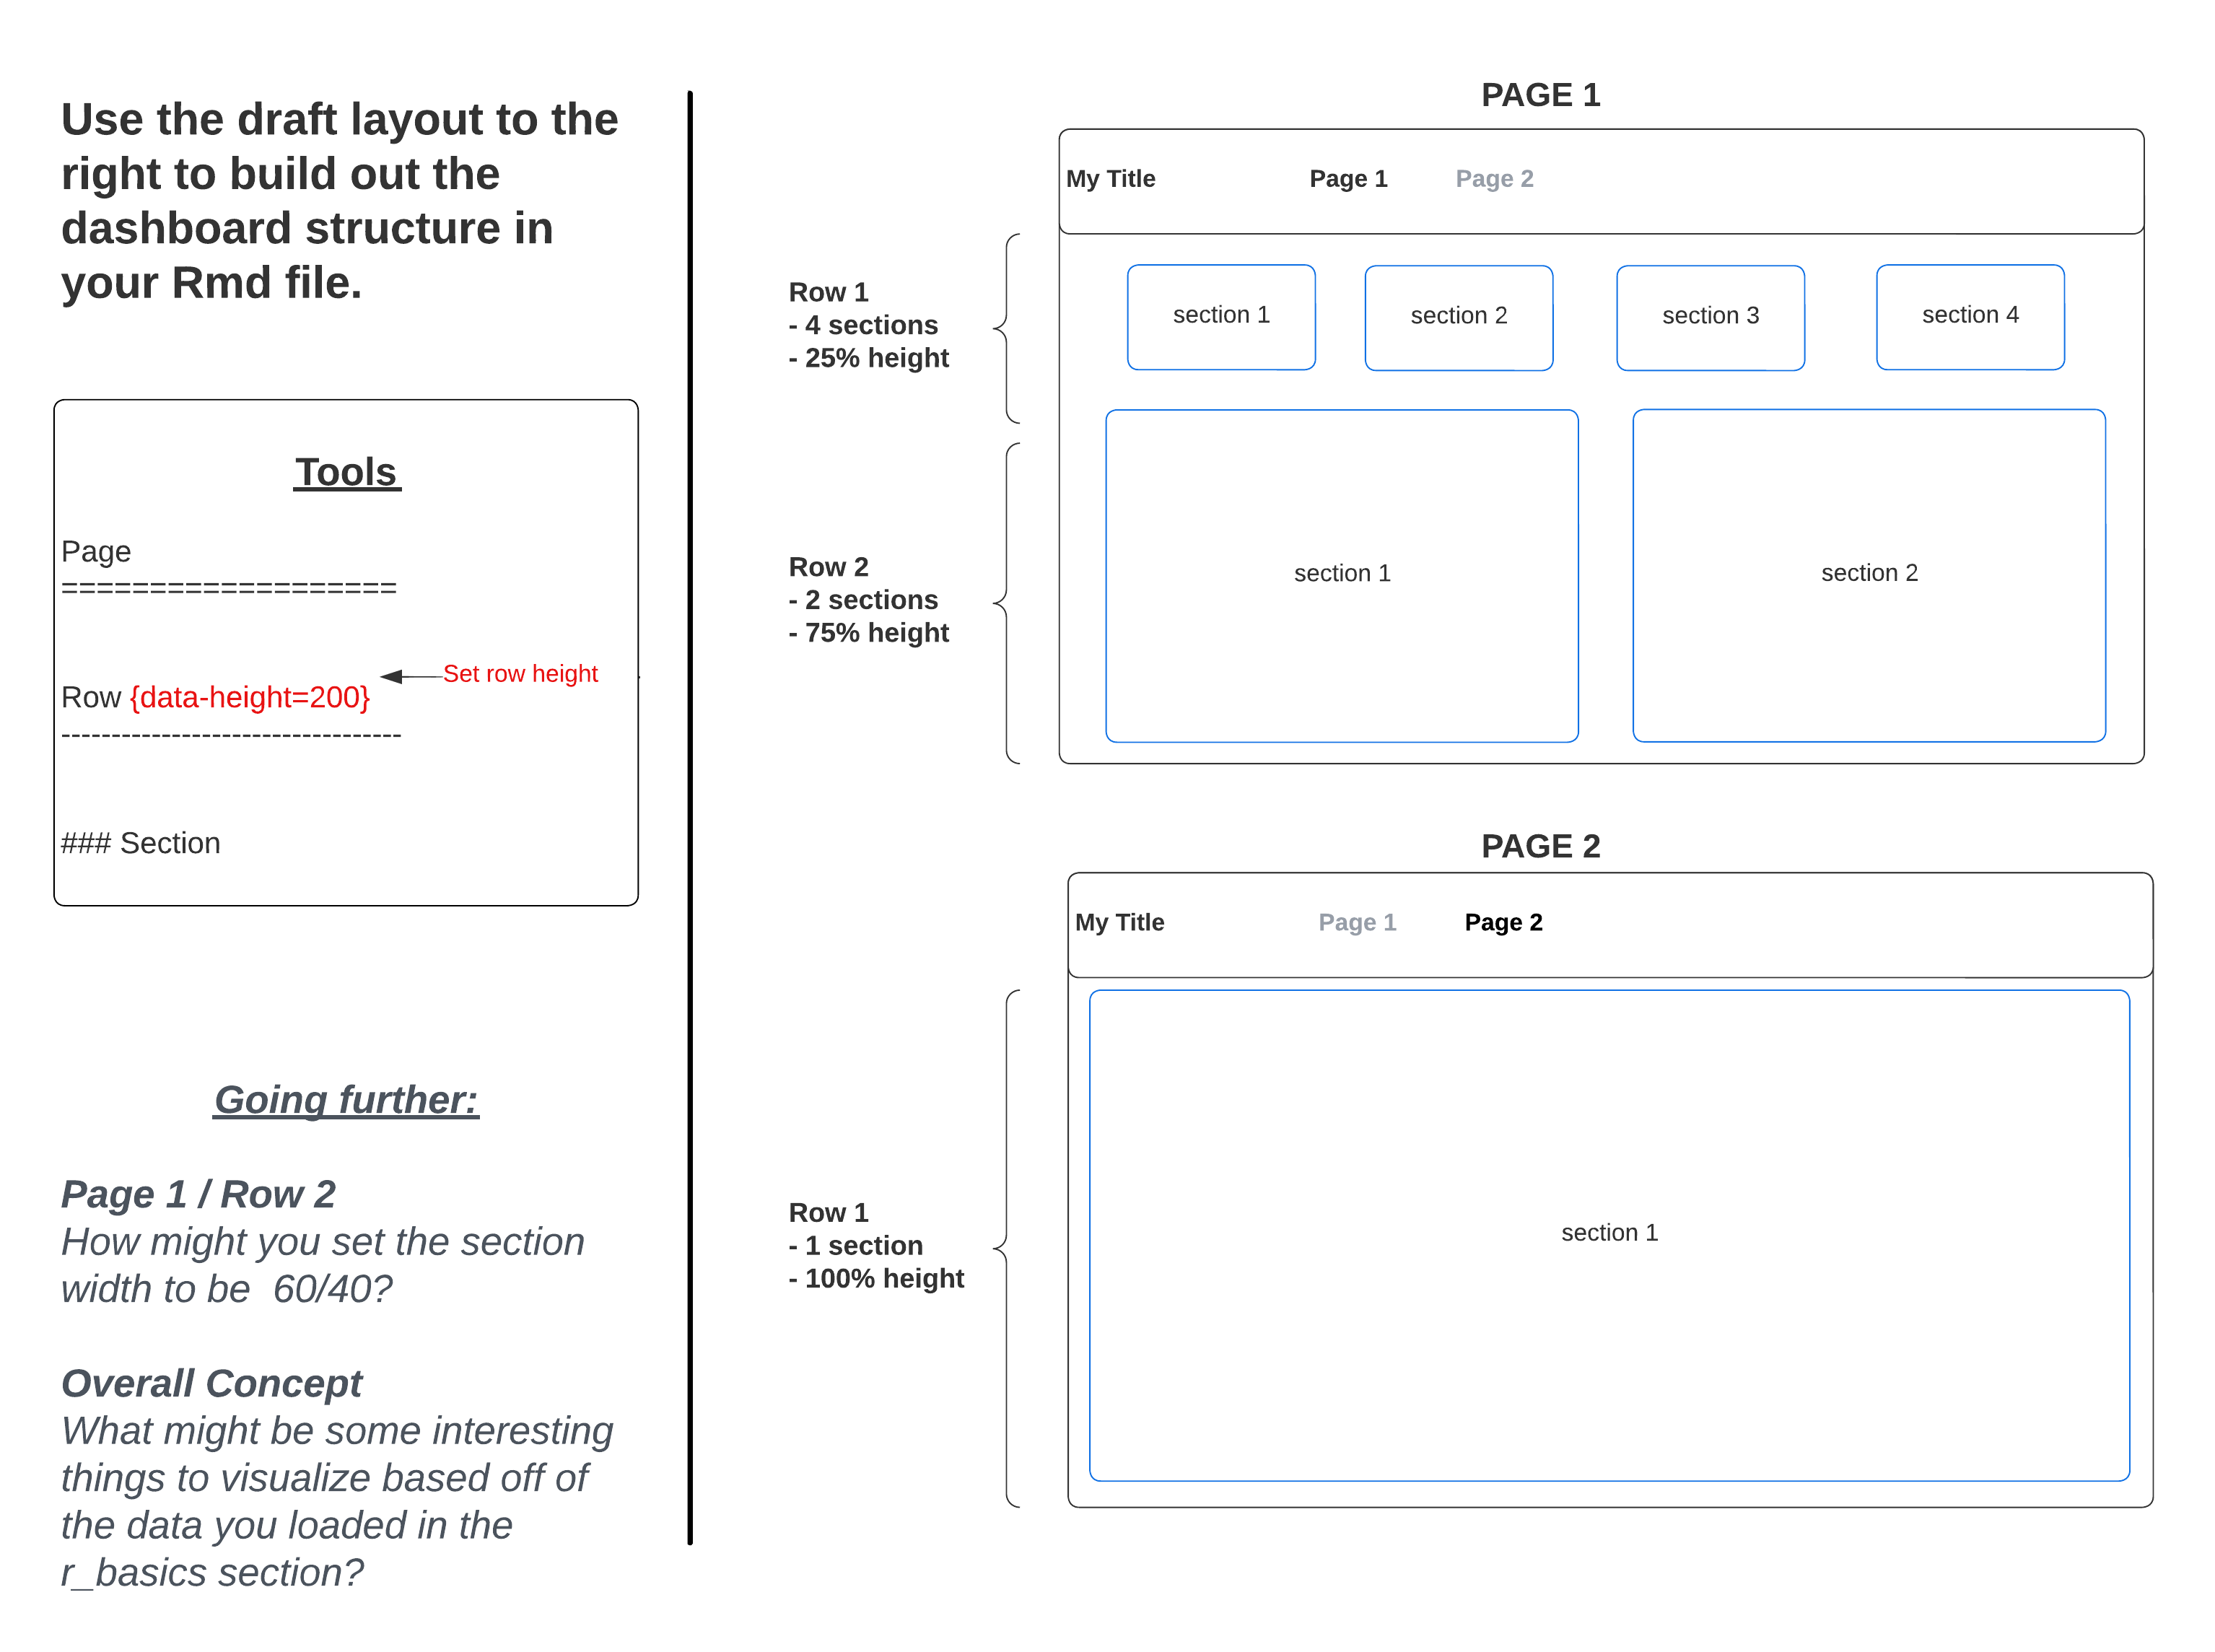 Use the draft layout to the
right to build out the
dashboard structure in
your Rmd file.
Tools
Page
===================
Row {data-height=200}
Set row height
----------------------------------
### Section
Going further:
Page 1 / Row 2
How might you set the section
width to be  60/40?
Overall Concept
What might be some interesting
things to visualize based off of
the data you loaded in the
r_basics section?
PAGE 1
My Title
Page 1
Page 2
Row 1
- 4 sections
- 25% height
section 1
section 2
section 3
section 4
Row 2
- 2 sections
- 75% height
section 1
section 2
PAGE 2
My Title
Page 1
Page 2
Row 1
- 1 section
- 100% height
section 1